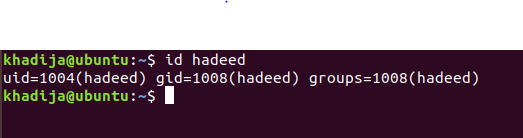 khadija@ubuntu:~$ id hadeed
uid=1004(hadeed) gid=1008(hadeed) groups=1008(hadeed)
khadija@ubuntu:~$